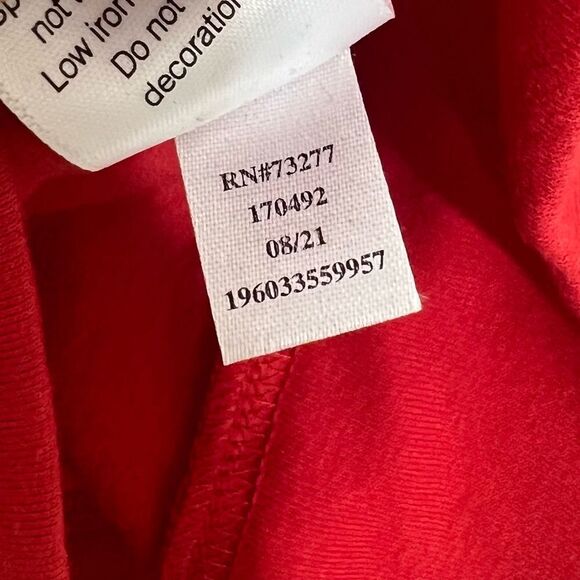 not
Low iron
Do not
decoration
RN#73277
170492
08/21
196033559957